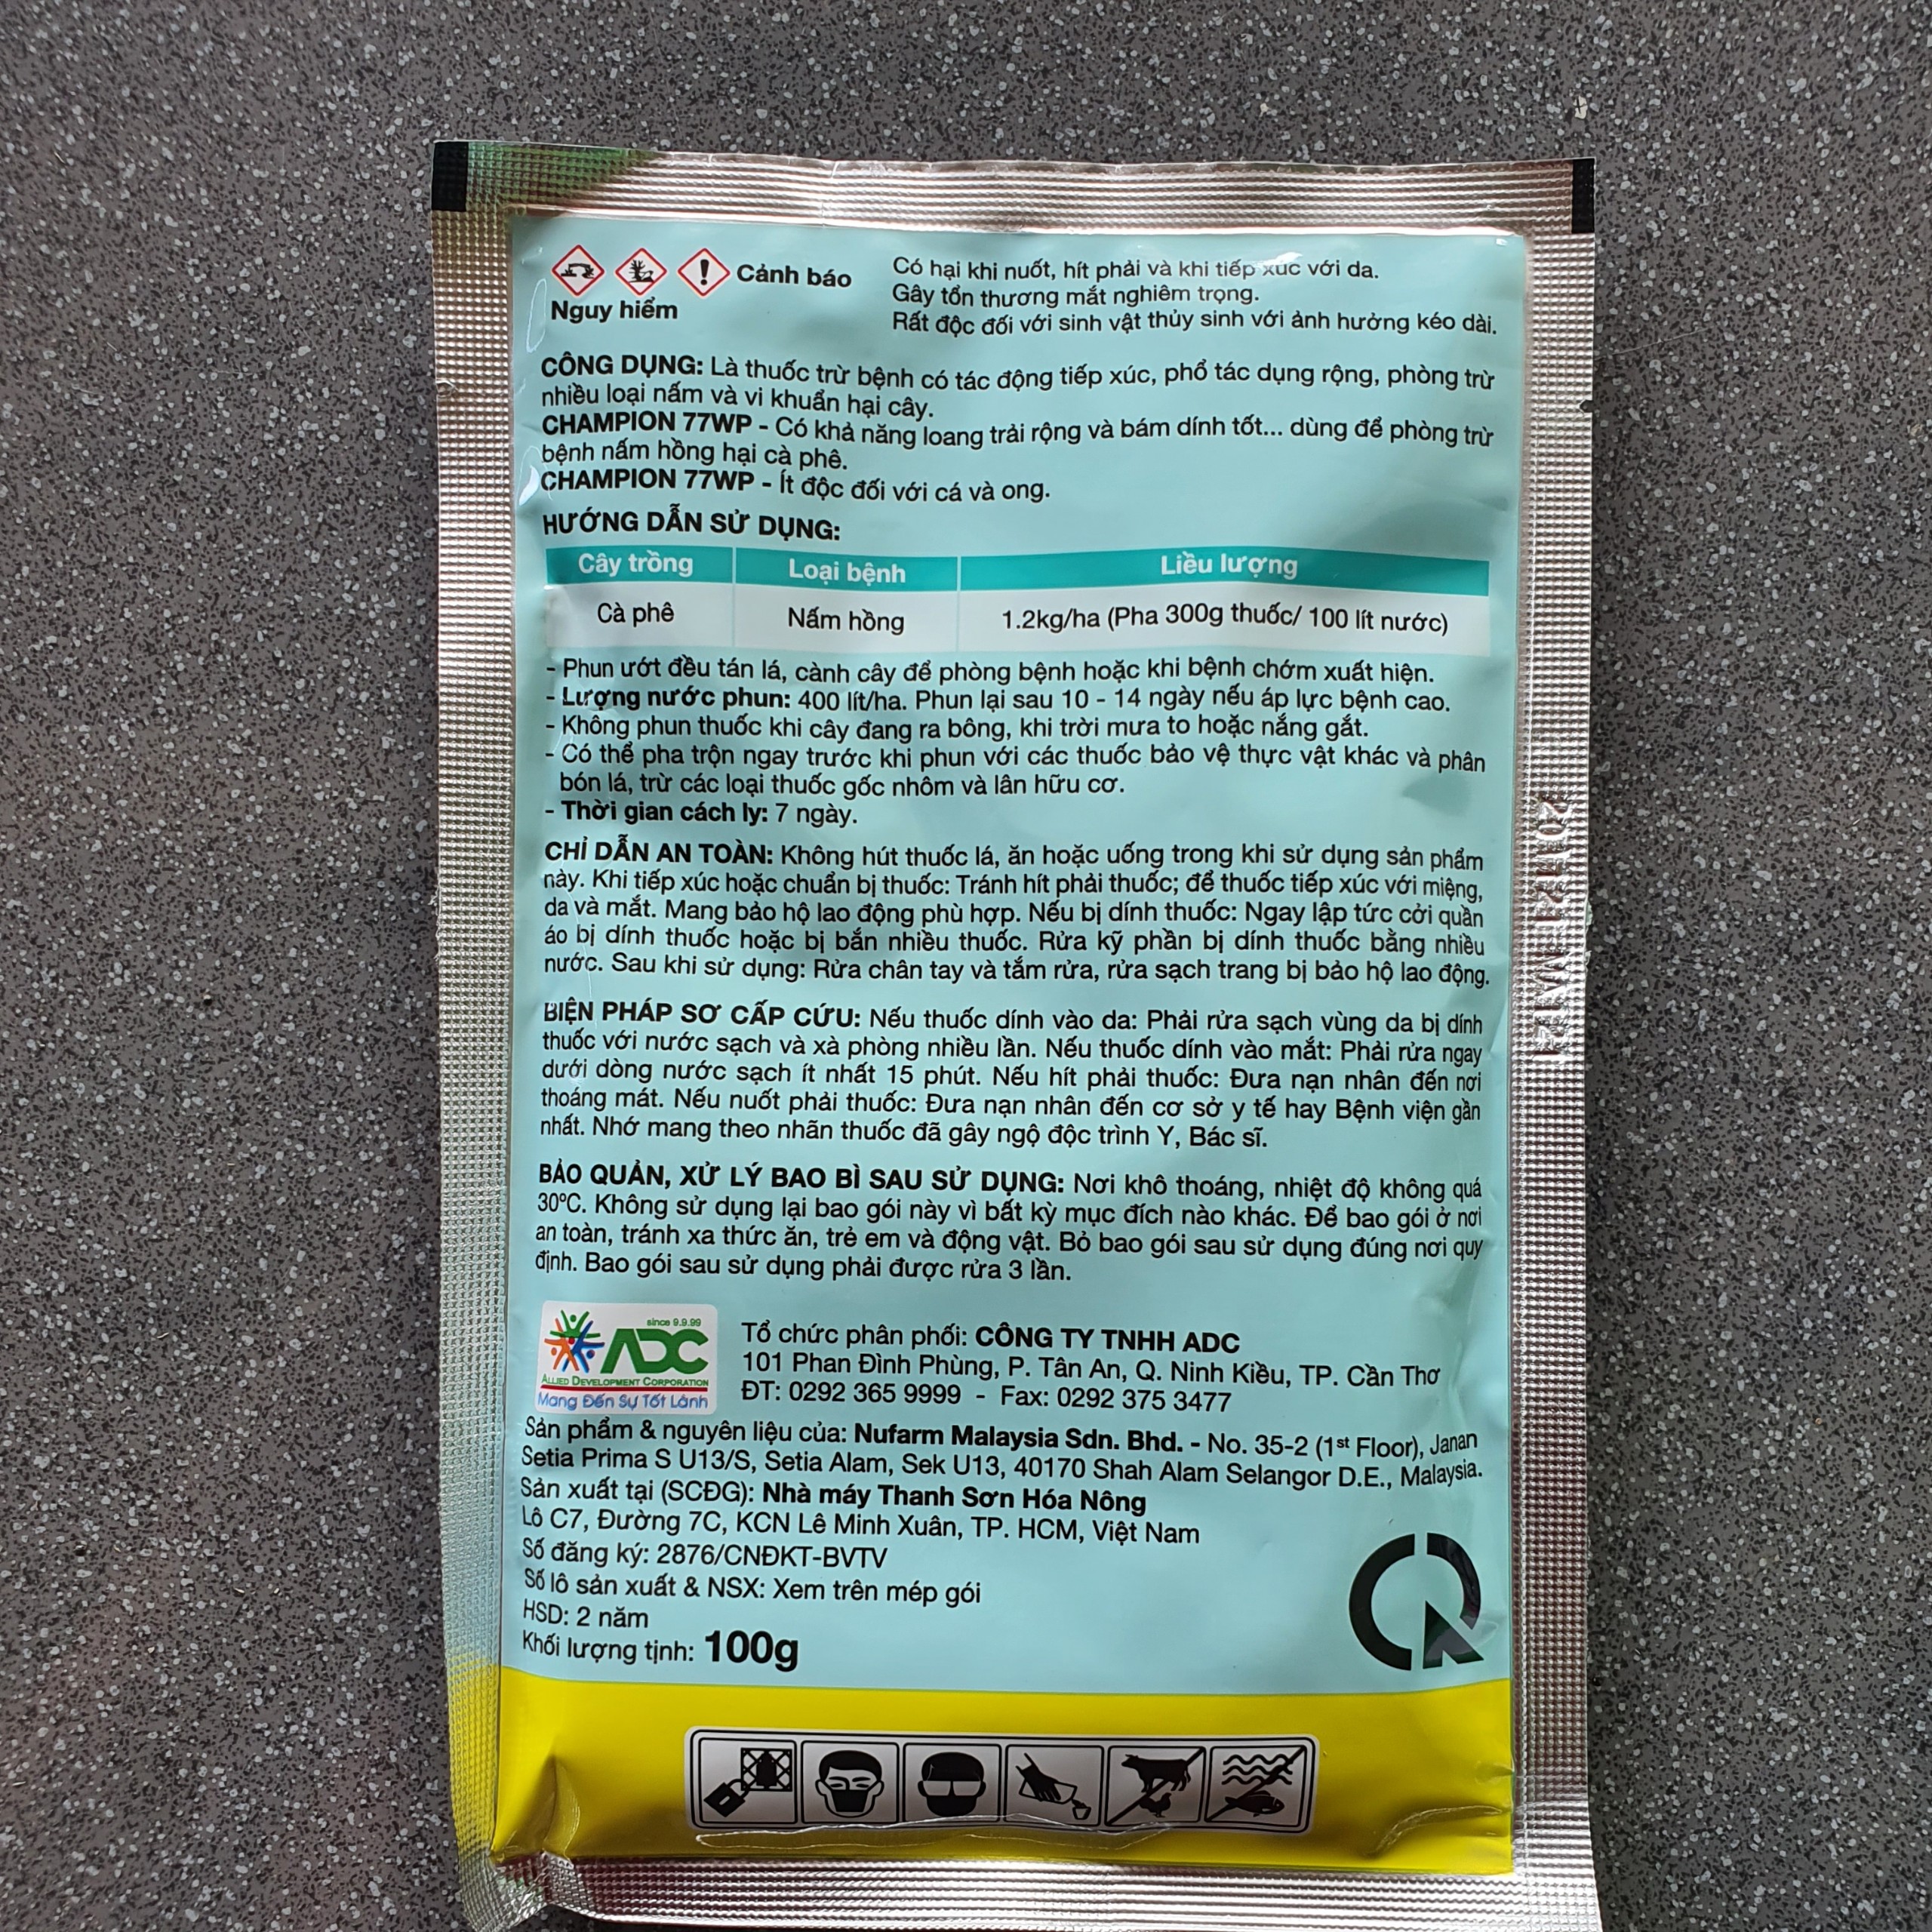 Cảnh báo
Nguy hiểm
Có hại khi nuốt, hít phải và khi tiếp xúc với da.
Gây tổn thương mắt nghiêm trọng.
Rất độc đối với sinh vật thủy sinh với ảnh hưởng kéo dài.
CÔNG DỤNG: Là thuốc trừ bệnh có tác động tiếp xúc, phổ tác dụng rộng, phòng trừ
nhiều loại nấm và vi khuẩn hại cây.
CHAMPION 77WP - Có khả năng loang trải rộng và bám dính tốt... dùng để phòng trừ
bệnh nấm hồng hại cà phê.
CHAMPION 77WP - Ít độc đối với cá và ong.
HƯỚNG DẪN SỬ DỤNG:
Cây trồng Loại bệnh Liều lượng
Cà phê Nấm hồng 1.2kg/ha (Pha 300g thuốc/ 100 lít nước)
- Phun ướt đều tán lá, cành cây để phòng bệnh hoặc khi bệnh chớm xuất hiện.
- Lượng nước phun: 400 lít/ha. Phun lại sau 10 - 14 ngày nếu áp lực bệnh cao.
- Không phun thuốc khi cây đang ra bông, khi trời mưa to hoặc nắng gắt.
- Có thể pha trộn ngay trước khi phun với các thuốc bảo vệ thực vật khác và phân
bón lá, trừ các loại thuốc gốc nhôm và lân hữu cơ.
- Thời gian cách ly: 7 ngày.
CHỈ DẪN AN TOÀN: Không hút thuốc lá, ăn hoặc uống trong khi sử dụng sản phẩm
này. Khi tiếp xúc hoặc chuẩn bị thuốc: Tránh hít phải thuốc; để thuốc tiếp xúc với miệng,
da và mắt. Mang bảo hộ lao động phù hợp. Nếu bị dính thuốc: Ngay lập tức cởi quần
áo bị dính thuốc hoặc bị bắn nhiều thuốc. Rửa kỹ phần bị dính thuốc bằng nhiều
nước. Sau khi sử dụng: Rửa chân tay và tắm rửa, rửa sạch trang bị bảo hộ lao động.
BIỆN PHÁP SƠ CẤP CỨU: Nếu thuốc dính vào da: Phải rửa sạch vùng da bị dính
thuốc với nước sạch và xà phòng nhiều lần. Nếu thuốc dính vào mắt: Phải rửa ngay
dưới dòng nước sạch ít nhất 15 phút. Nếu hít phải thuốc: Đưa nạn nhân đến nơi
thoáng mát. Nếu nuốt phải thuốc: Đưa nạn nhân đến cơ sở y tế hay Bệnh viện gần
nhất. Nhớ mang theo nhãn thuốc đã gây ngộ độc trình Y, Bác sĩ.
BẢO QUẢN, XỬ LÝ BAO BÌ SAU SỬ DỤNG: Nơi khô thoáng, nhiệt độ không quá
30ºC. Không sử dụng lại bao gói này vì bất kỳ mục đích nào khác. Để bao gói ở nơi
an toàn, tránh xa thức ăn, trẻ em và động vật. Bỏ bao gói sau sử dụng đúng nơi quy
định. Bao gói sau sử dụng phải được rửa 3 lần.
since 9.9.99
ADC
ALLIED DEVELOPMENT CORPORATION
Mang Đến Sự Tốt Lành
Tổ chức phân phối: CÔNG TY TNHH ADC
101 Phan Đình Phùng, P. Tân An, Q. Ninh Kiều, TP. Cần Thơ
ĐT: 0292 365 9999 - Fax: 0292 375 3477
Sản phẩm & nguyên liệu của: Nufarm Malaysia Sdn. Bhd. - No. 35-2 (1st Floor), Janan
Setia Prima S U13/S, Setia Alam, Sek U13, 40170 Shah Alam Selangor D.E., Malaysia.
Sản xuất tại (SCĐG): Nhà máy Thanh Sơn Hóa Nông
Lô C7, Đường 7C, KCN Lê Minh Xuân, TP. HCM, Việt Nam
Số đăng ký: 2876/CNĐKT-BVTV
Số lô sản xuất & NSX: Xem trên mép gói
HSD: 2 năm
Khối lượng tịnh: 100g